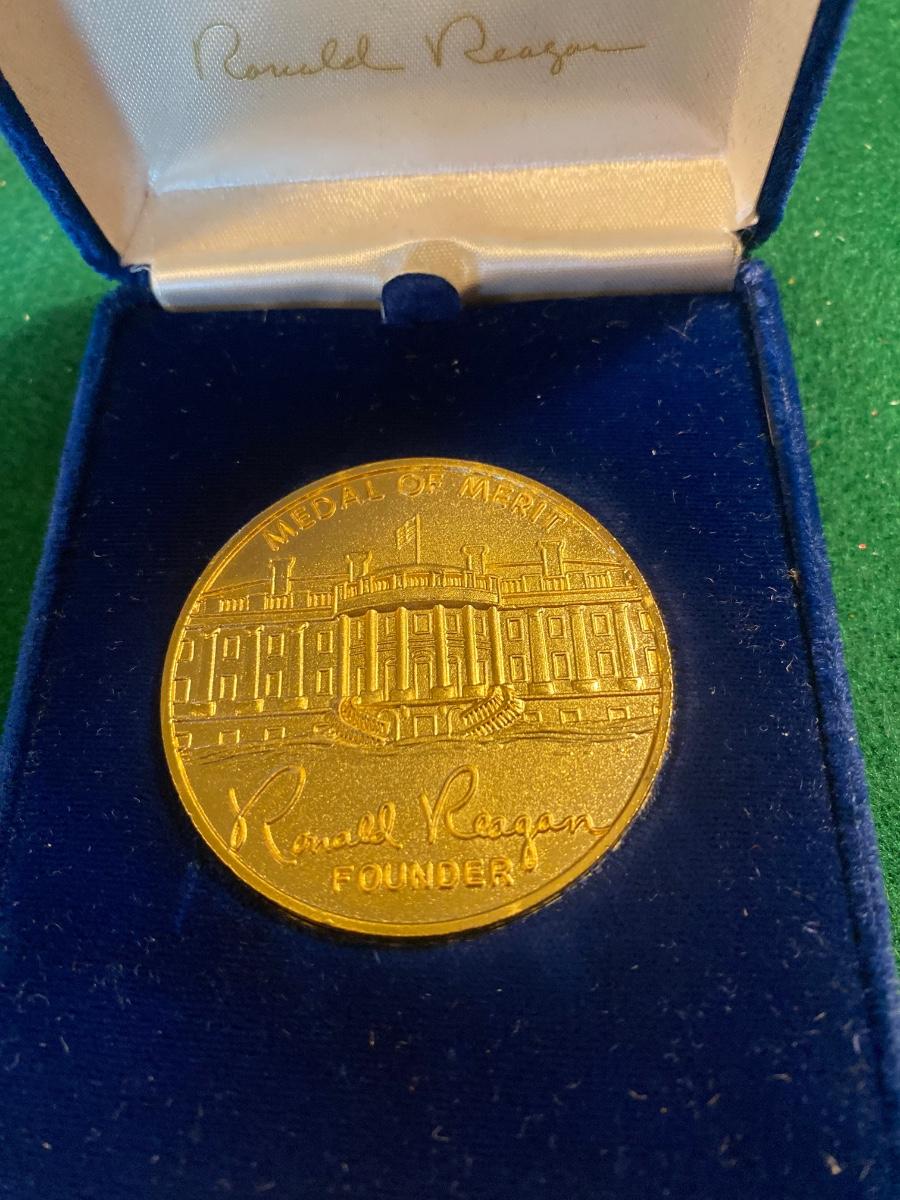 Ronald Reagan
MEDAL OF MERIT
Ronald Reagan
FOUNDER